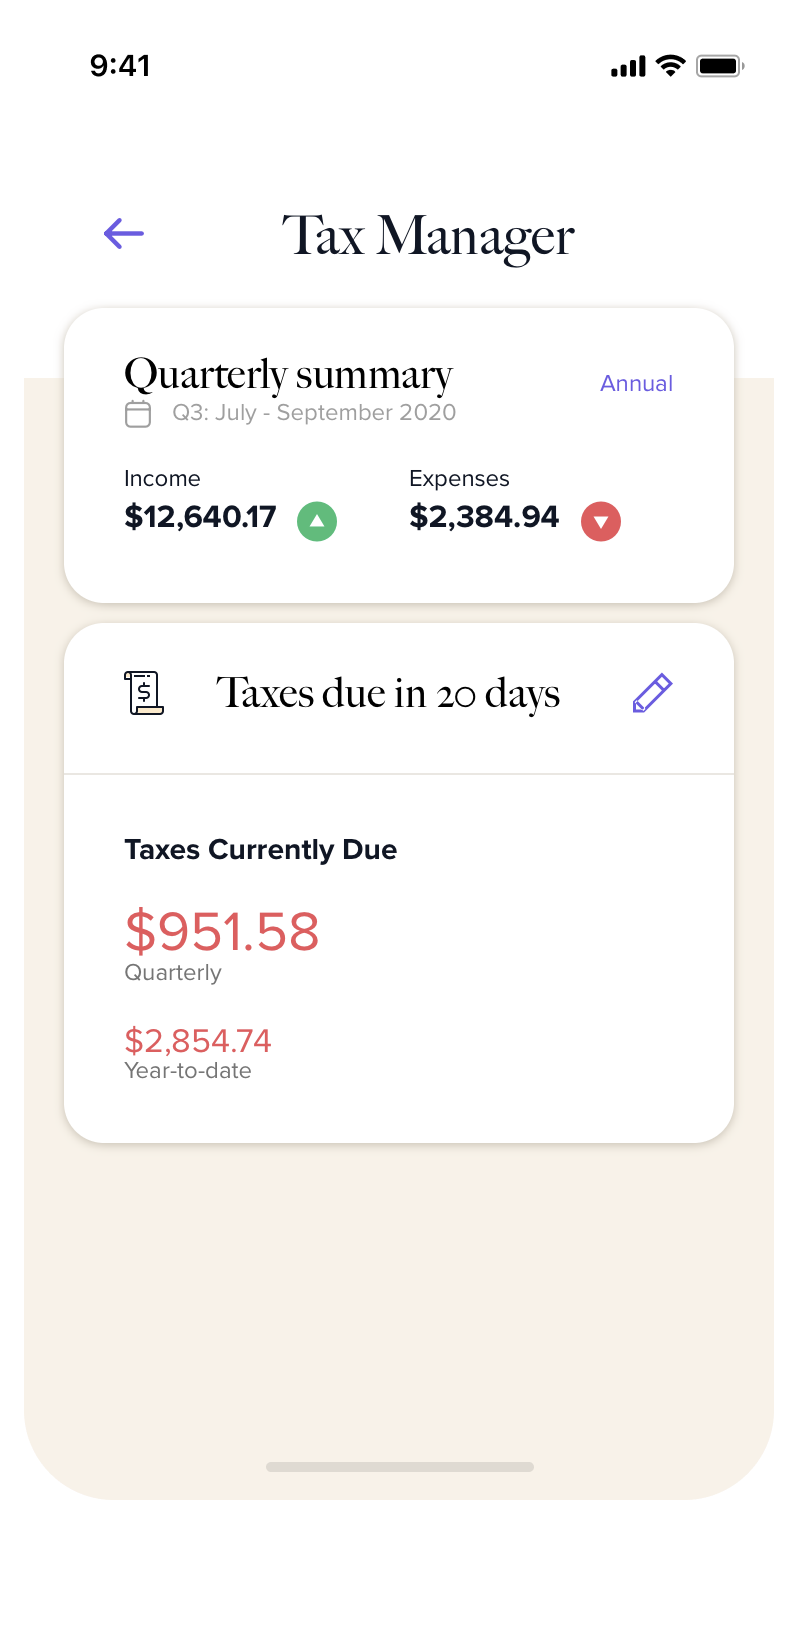 9:41
Tax Manager
Quarterly summary
Annual
Q3: July - September 2020
Income
Expenses
$12,640.17
$2,384.94
$
Taxes due in 20 days
Taxes Currently Due
$951.58
Quarterly
$2,854.74
Year-to-date